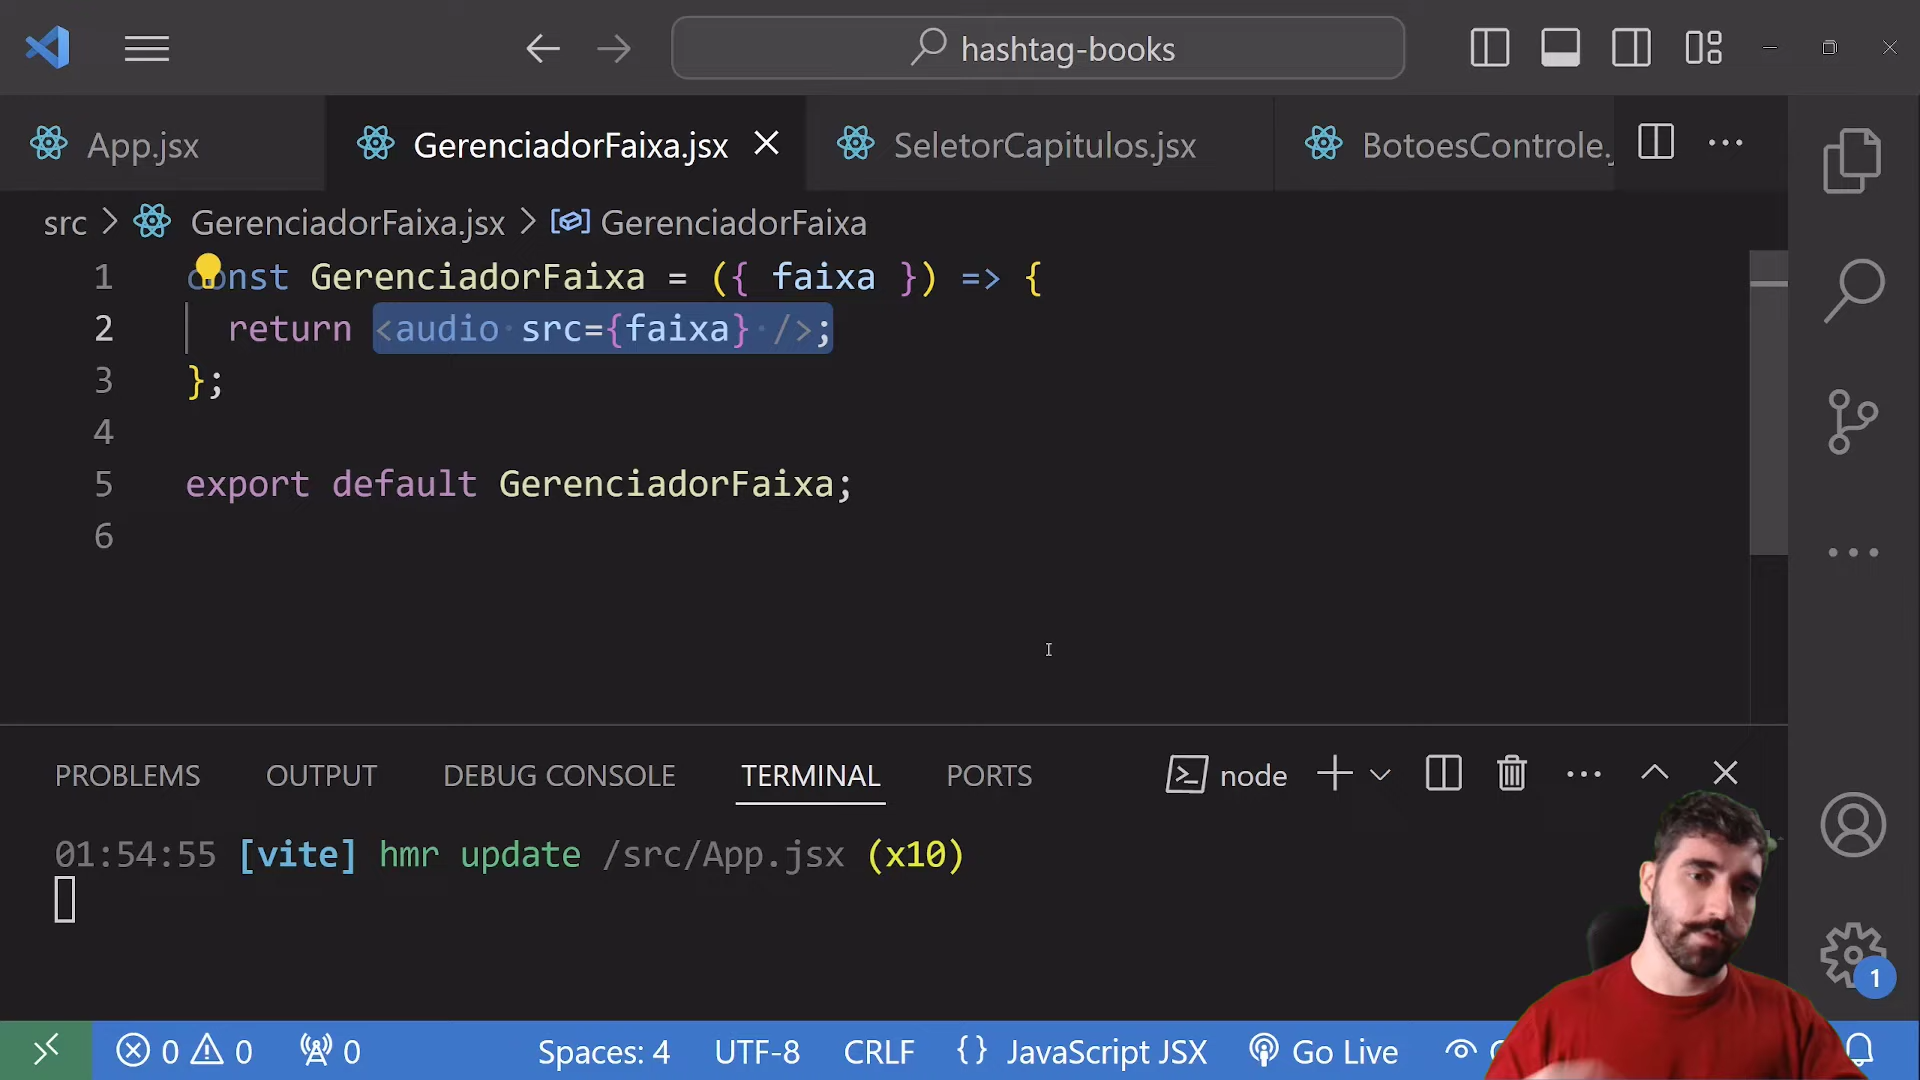 hashtag-books
App.jsx
GerenciadorFaixa.jsx
SeletorCapitulos.jsx
BotoesControle.
src > GerenciadorFaixa.jsx > GerenciadorFaixa
1 const GerenciadorFaixa = ({ faixa }) => {
2 return <audio src={faixa} />;
3 };
4
5 export default GerenciadorFaixa;
6
PROBLEMS OUTPUT DEBUG CONSOLE TERMINAL PORTS node
01:54:55 [vite] hmr update /src/App.jsx (x10)
1
0 0 0 Spaces: 4 UTF-8 CRLF {} JavaScript JSX Go Live